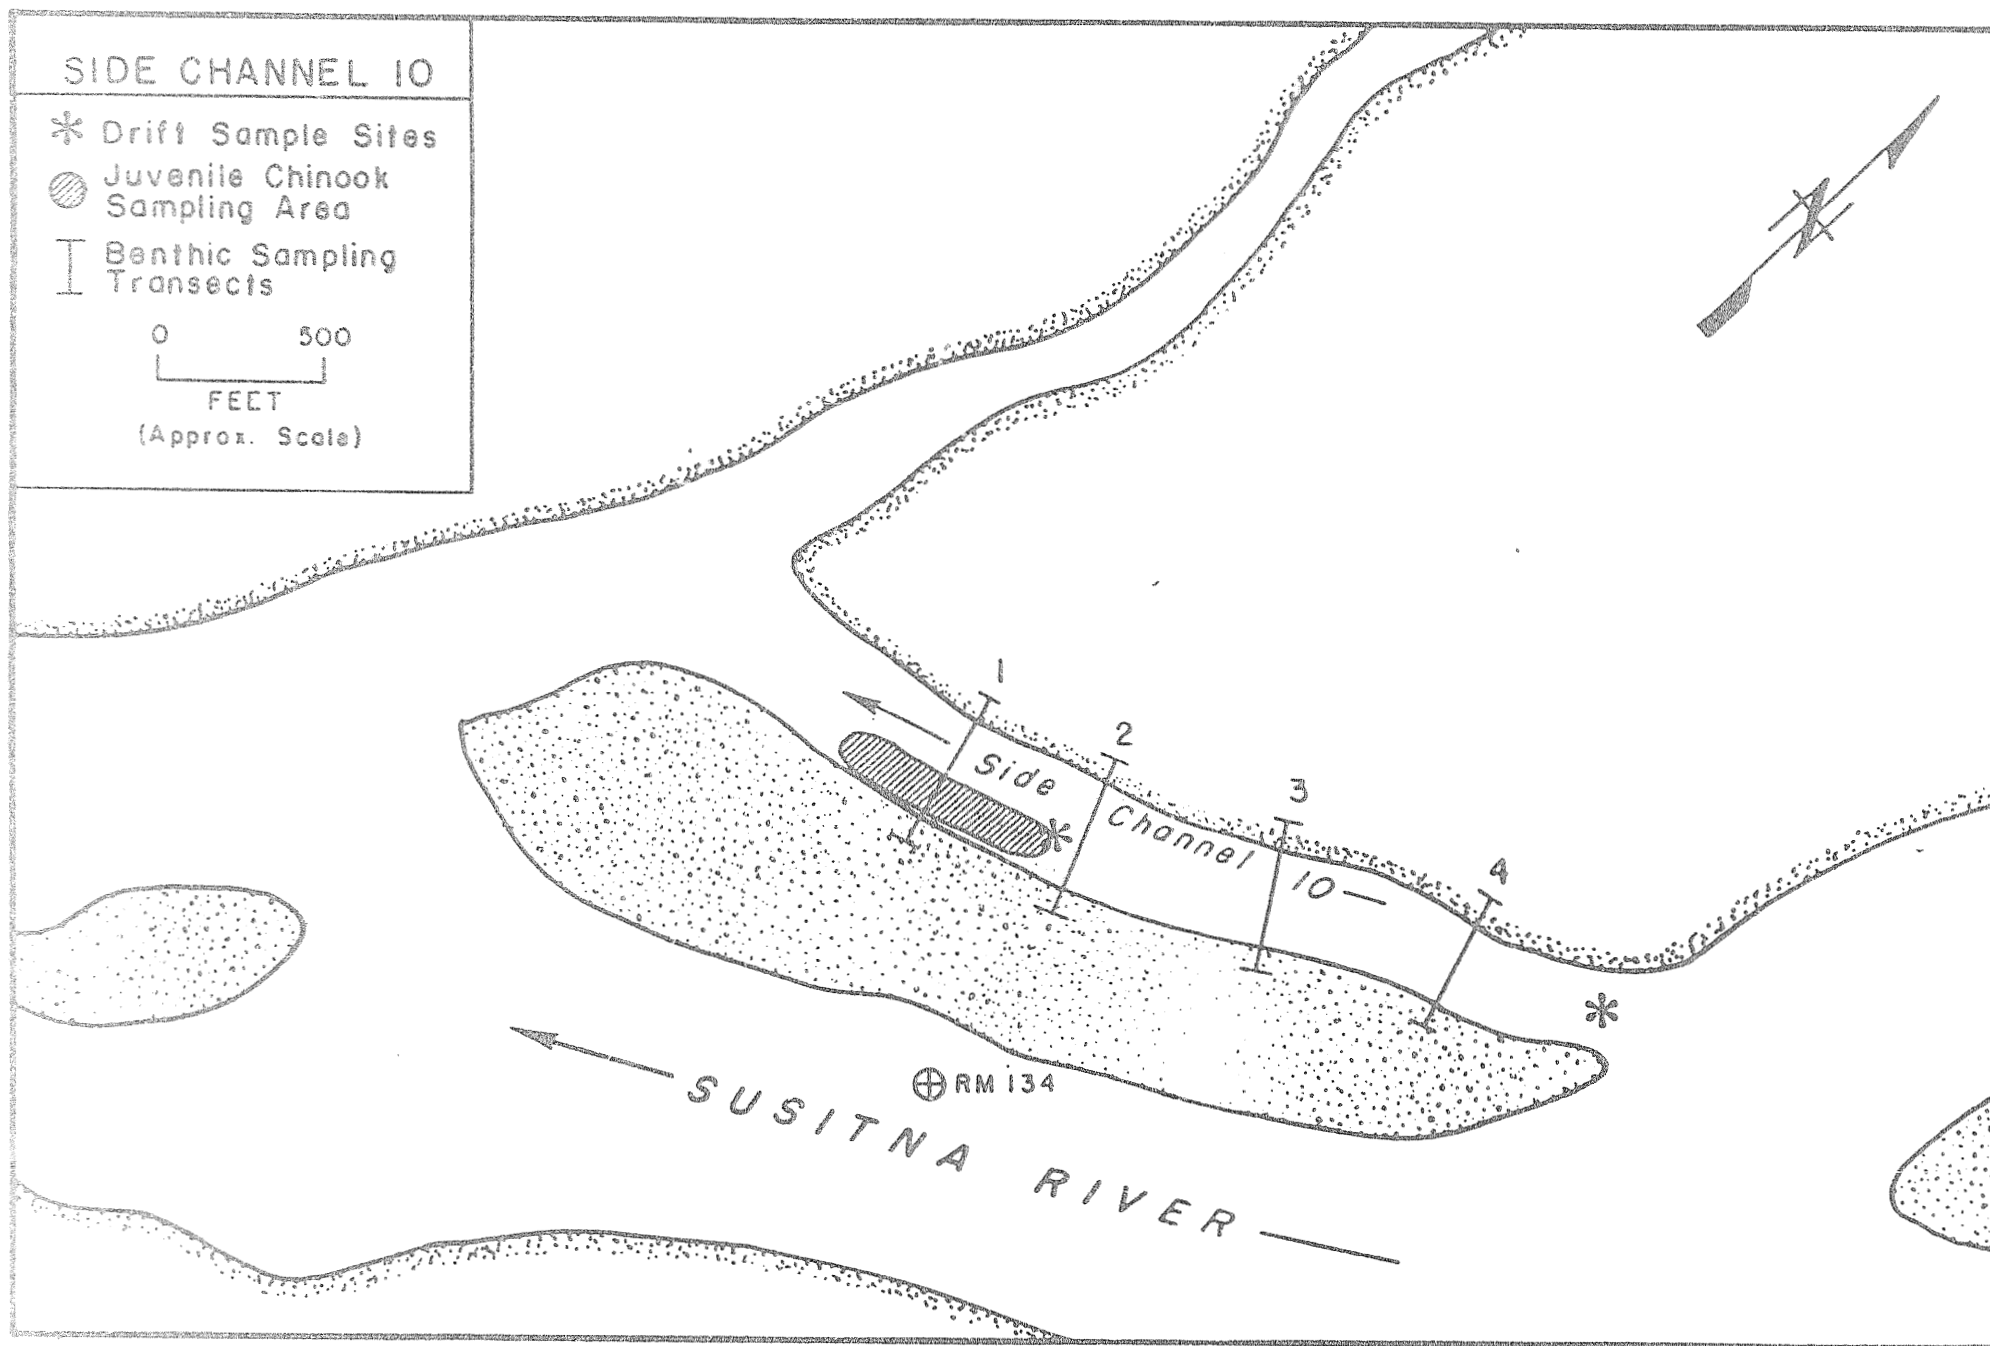 SIDE CHANNEL 10
Drift Sample Sites
Juvenile Chinook
Sampling Area
Benthic Sampling
Transects
0 500
FEET
(Approx. Scale)
N
1
2
3
4
Side
Channel
10
RM 134
SUSITNA RIVER